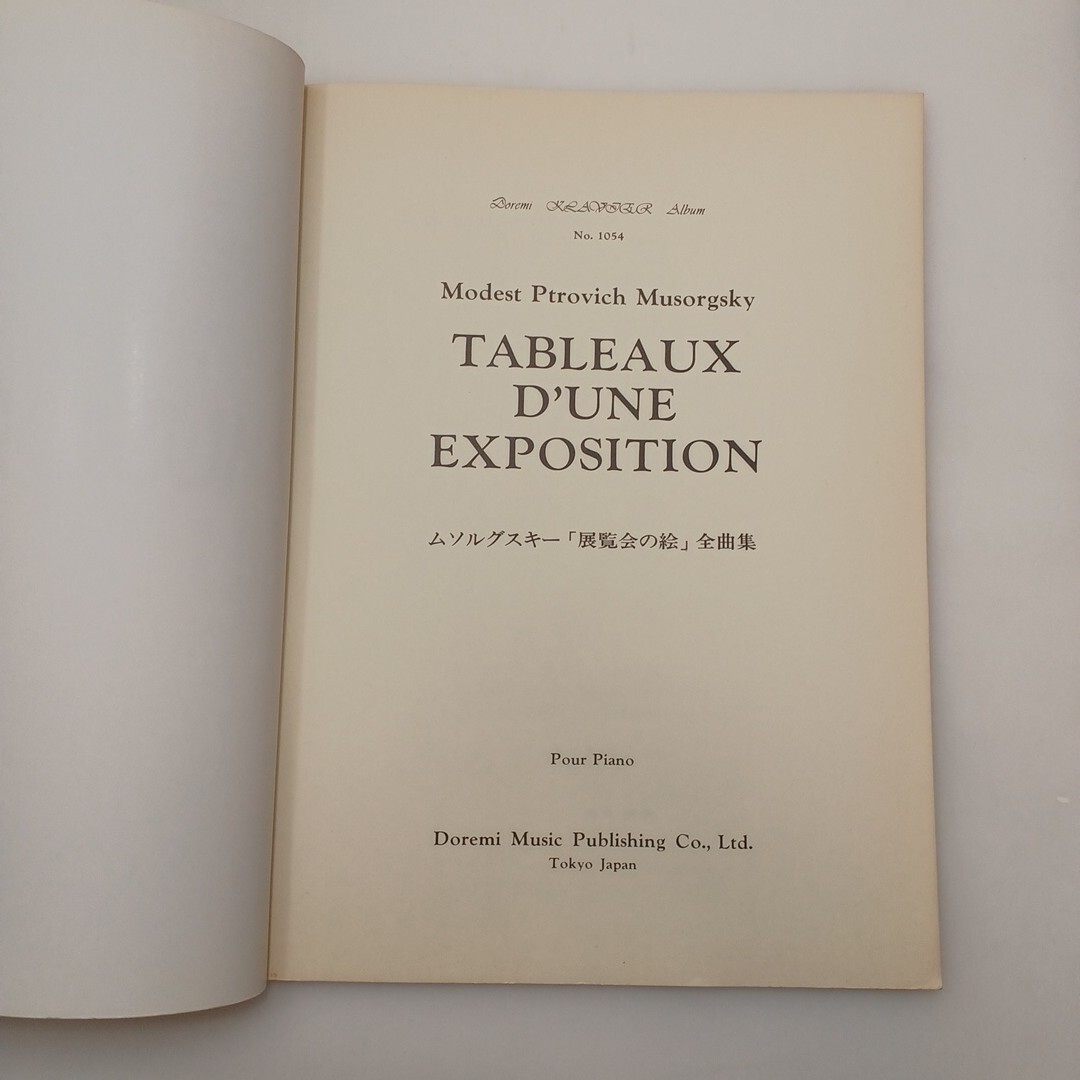 Doremi KLAVIER Album
No. 1054
Modest Ptrovich Musorgsky
TABLEAUX
D'UNE
EXPOSITION
ムソルグスキー「展覧会の絵」全曲集
Pour Piano
Doremi Music Publishing Co., Ltd.
Tokyo Japan